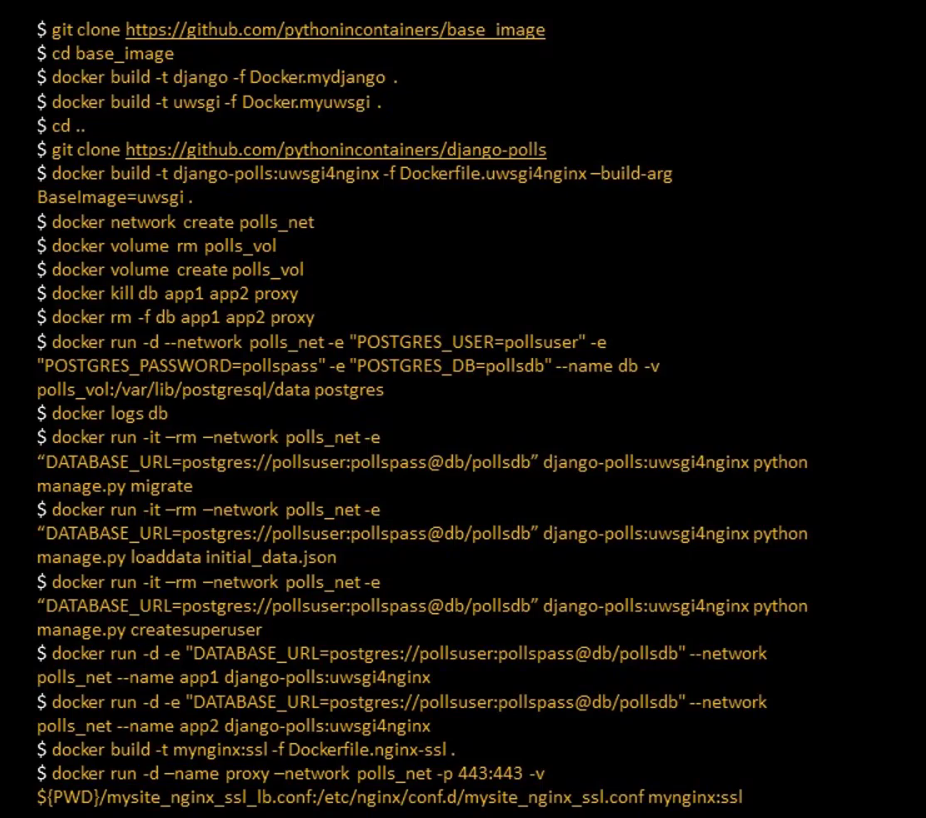 $ git clone https://github.com/pythonincontainers/base_image
$ cd base_image
$ docker build -t django -f Docker.mydjango .
$ docker build -t uwsgi -f Docker.myuwsgi .
$ cd ..
$ git clone https://github.com/pythonincontainers/django-polls
$ docker build -t django-polls:uwsgi4nginx -f Dockerfile.uwsgi4nginx –build-arg
BaseImage=uwsgi .
$ docker network create polls_net
$ docker volume rm polls_vol
$ docker volume create polls_vol
$ docker kill db app1 app2 proxy
$ docker rm -f db app1 app2 proxy
$ docker run -d --network polls_net -e "POSTGRES_USER=pollsuser" -e
"POSTGRES_PASSWORD=pollspass" -e "POSTGRES_DB=pollsdb" --name db -v
polls_vol:/var/lib/postgresql/data postgres
$ docker logs db
$ docker run -it –rm –network polls_net -e
“DATABASE_URL=postgres://pollsuser:pollspass@db/pollsdb” django-polls:uwsgi4nginx python
manage.py migrate
$ docker run -it –rm –network polls_net -e
“DATABASE_URL=postgres://pollsuser:pollspass@db/pollsdb” django-polls:uwsgi4nginx python
manage.py loaddata initial_data.json
$ docker run -it –rm –network polls_net -e
“DATABASE_URL=postgres://pollsuser:pollspass@db/pollsdb” django-polls:uwsgi4nginx python
manage.py createsuperuser
$ docker run -d -e "DATABASE_URL=postgres://pollsuser:pollspass@db/pollsdb" --network
polls_net --name app1 django-polls:uwsgi4nginx
$ docker run -d -e "DATABASE_URL=postgres://pollsuser:pollspass@db/pollsdb" --network
polls_net --name app2 django-polls:uwsgi4nginx
$ docker build -t mynginx:ssl -f Dockerfile.nginx-ssl .
$ docker run -d –name proxy –network polls_net -p 443:443 -v
${PWD}/mysite_nginx_ssl_lb.conf:/etc/nginx/conf.d/mysite_nginx_ssl.conf mynginx:ssl